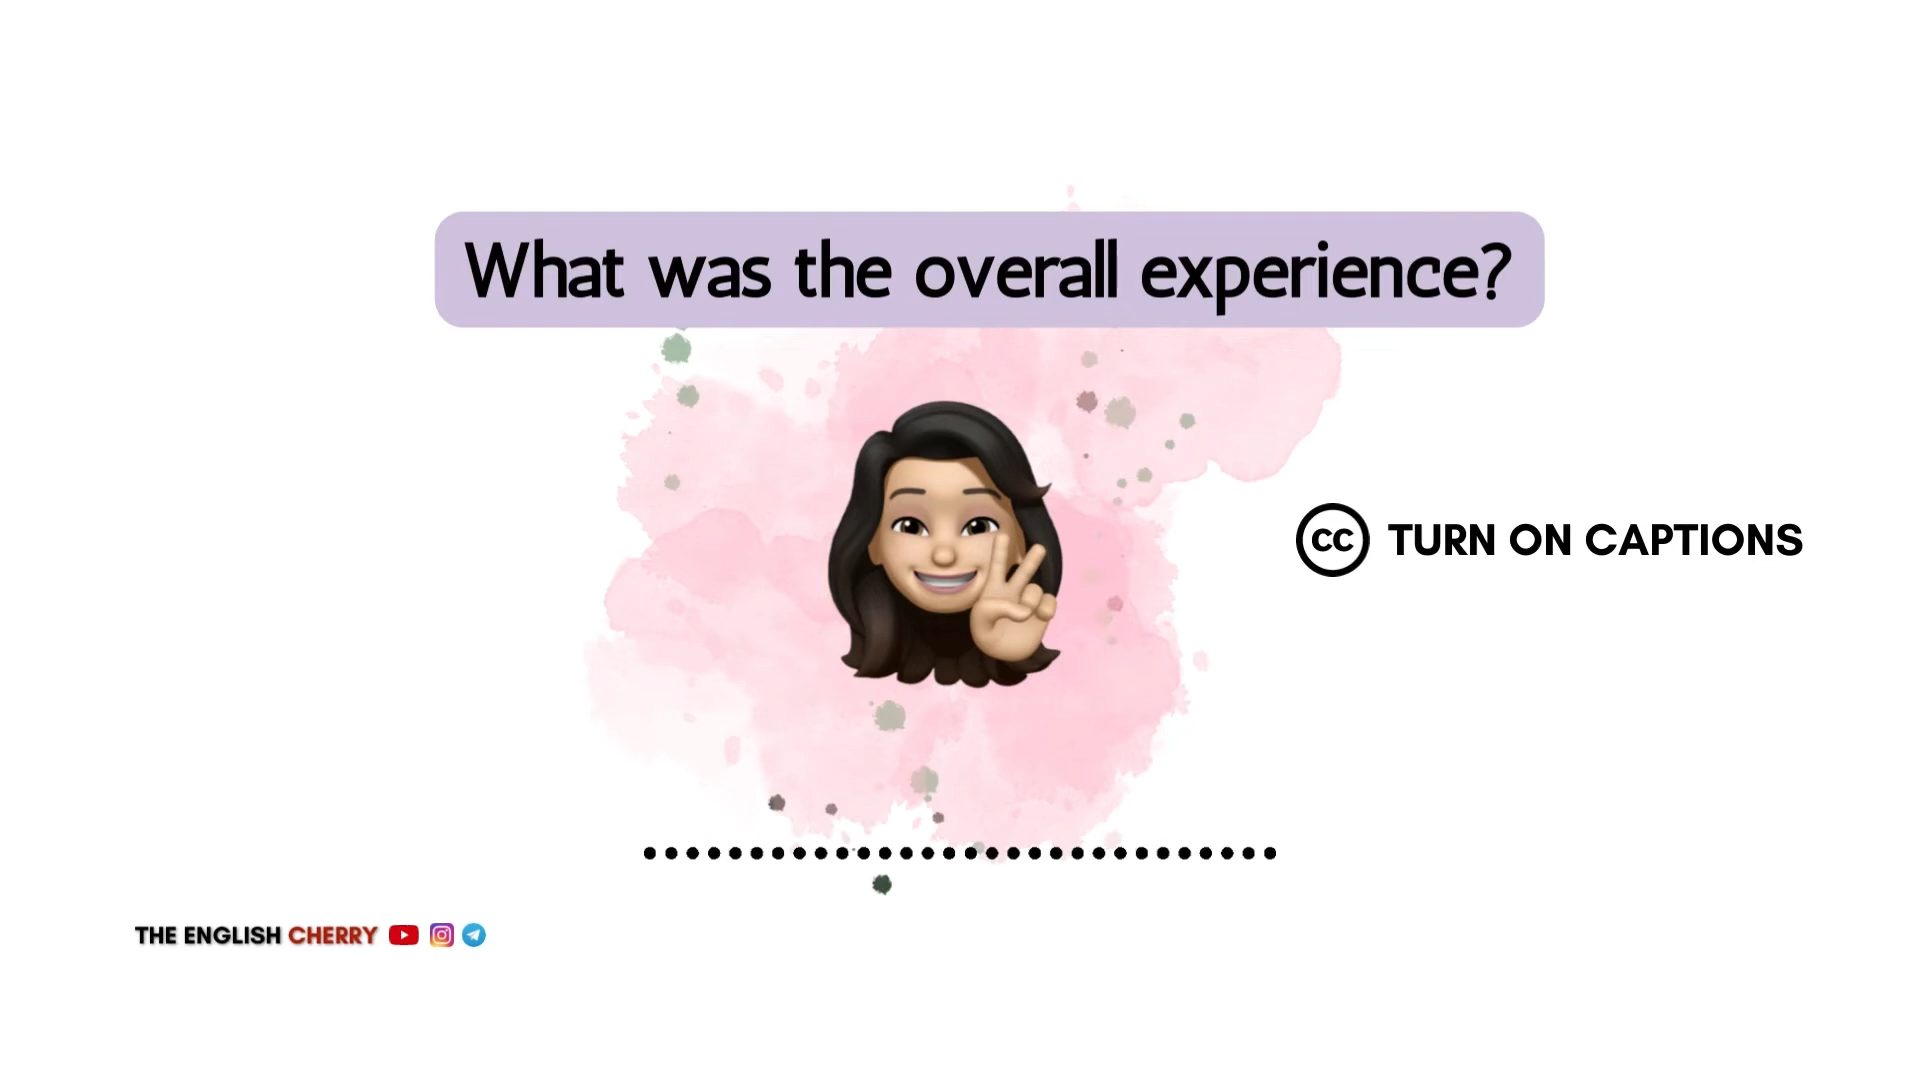 What was the overall experience?
CC TURN ON CAPTIONS
THE ENGLISH CHERRY